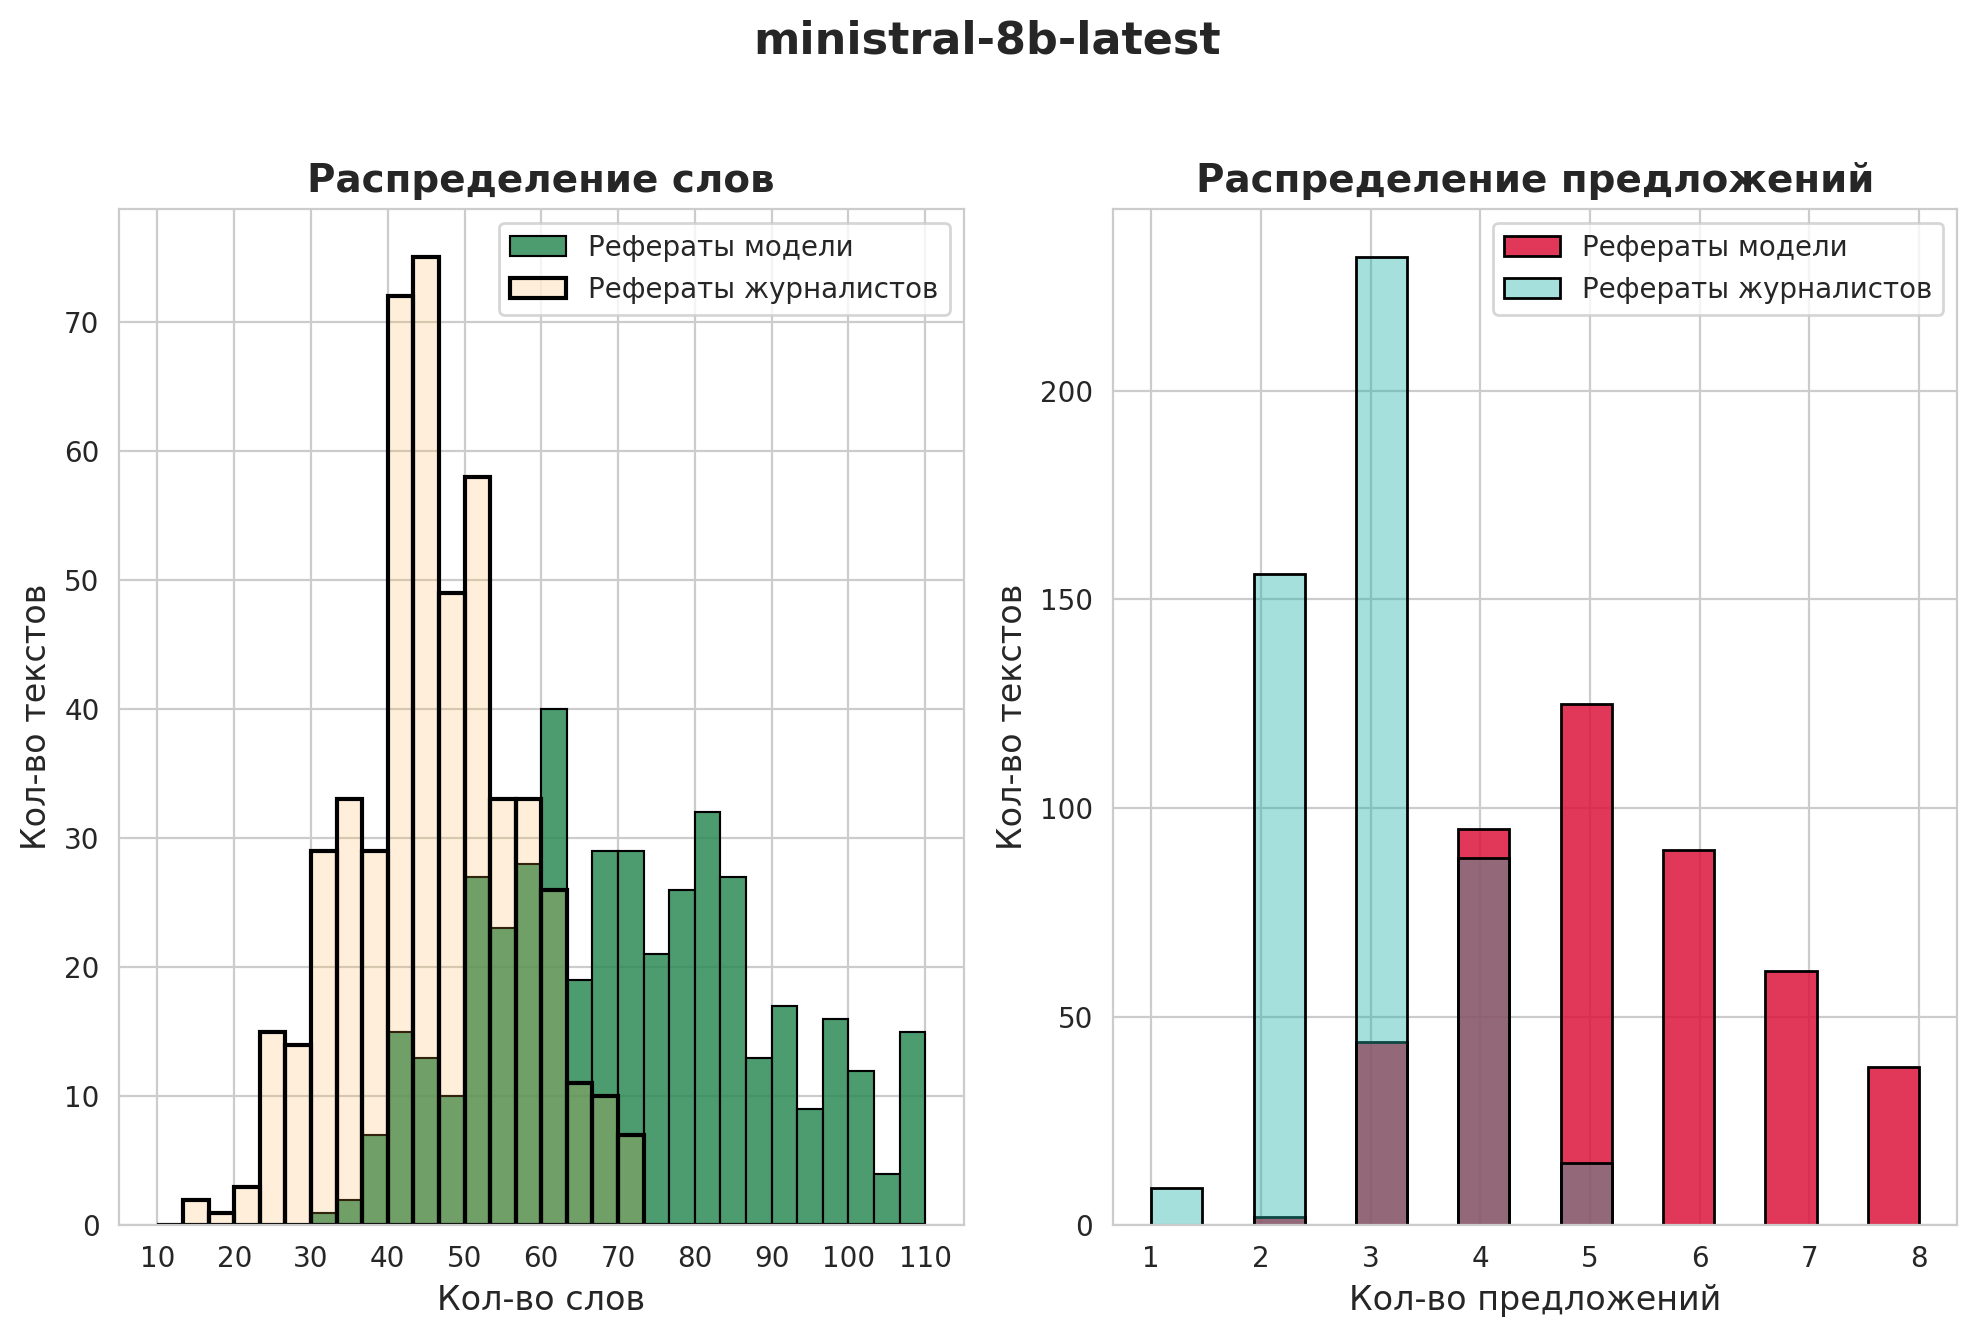 ministral-8b-latest
Распределение слов
Рефераты модели
Рефераты журналистов
Кол-во текстов
70
60
50
40
30
20
10
0
10 20 30 40 50 60 70 80 90 100 110
Кол-во слов
Распределение предложений
Рефераты модели
Рефераты журналистов
Кол-во текстов
200
150
100
50
0
1 2 3 4 5 6 7 8
Кол-во предложений